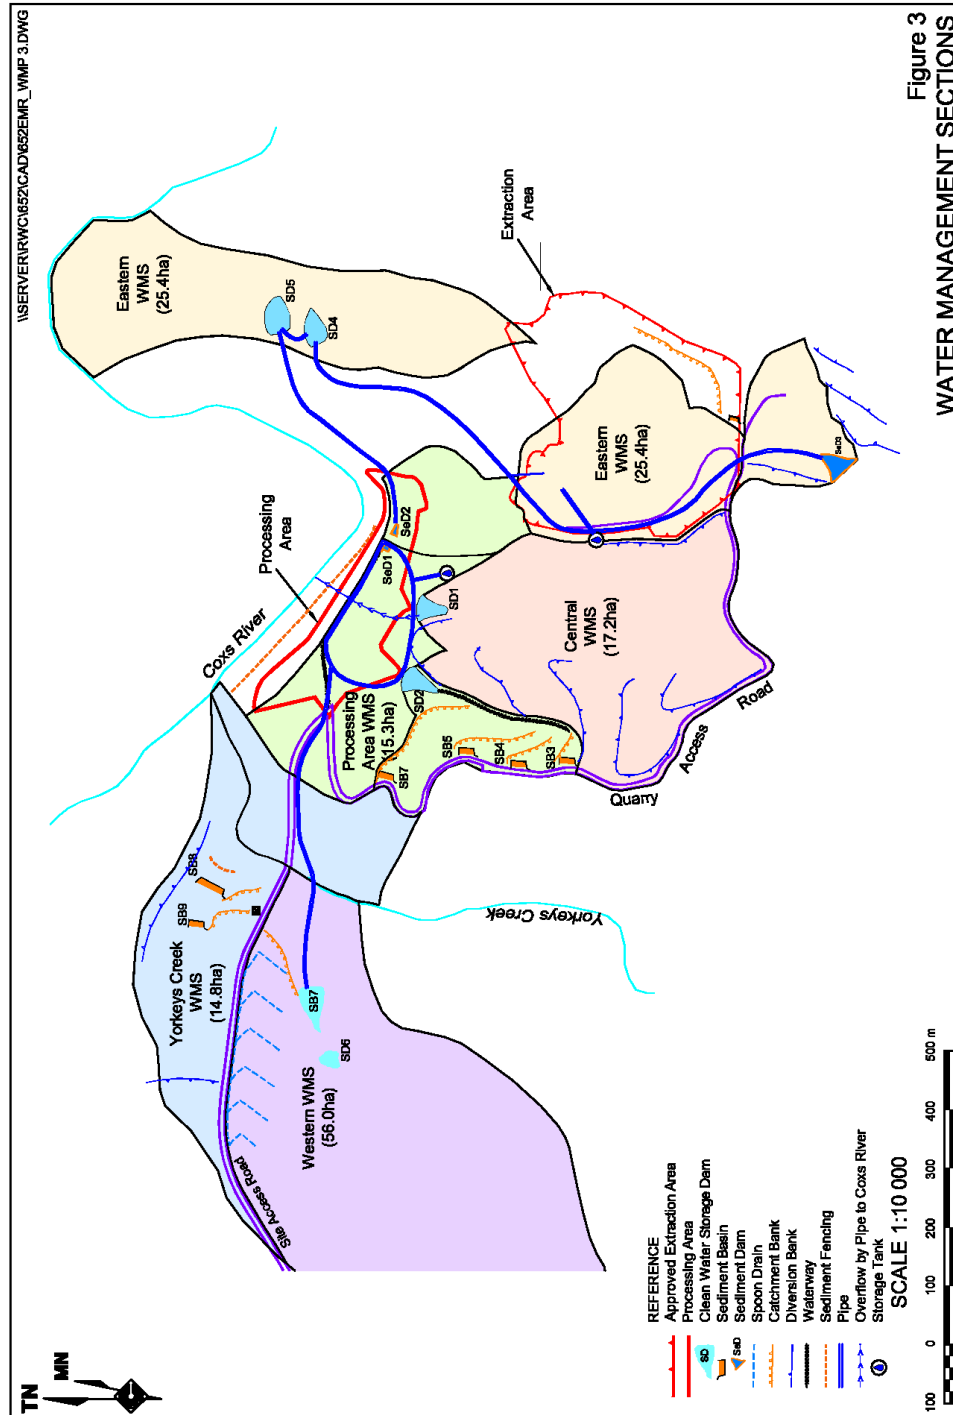 \\SERVER\RWC\652\CAD\652EMR_WMP 3.DWG
Figure 3
WATER MANAGEMENT SECTIONS
TN
MN
Eastern
WMS
(25.4ha)
SD5
SD4
Extraction
Area
Eastern
WMS
(25.4ha)
SeD3
Processing
Area
Coxs River
SeD2
SeD1
SD1
SD2
Central
WMS
(17.2ha)
Processing
Area WMS
(15.3ha)
SB7
SB5
SB4
SB3
Quarry
Access
Road
SB8
SB9
Yorkeys Creek
WMS
(14.8ha)
Yorkeys Creek
SB7
SD6
Western WMS
(56.0ha)
Site Access Road
REFERENCE
Approved Extraction Area
Processing Area
SD Clean Water Storage Dam
Sediment Basin
SeD Sediment Dam
Spoon Drain
Catchment Bank
Diversion Bank
Waterway
Sediment Fencing
Pipe
Overflow by Pipe to Coxs River
Storage Tank
SCALE 1:10 000
100 0 100 200 300 400 500 m